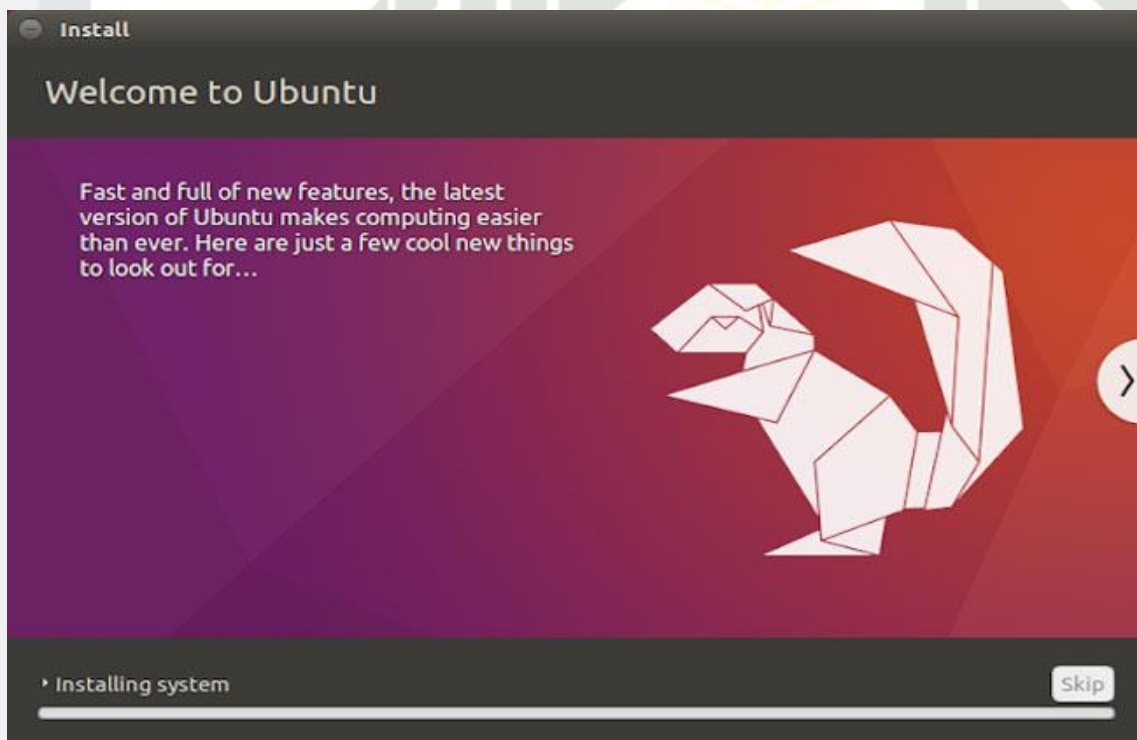 Install
Welcome to Ubuntu
Fast and full of new features, the latest
version of Ubuntu makes computing easier
than ever. Here are just a few cool new things
to look out for…
Installing system
Skip